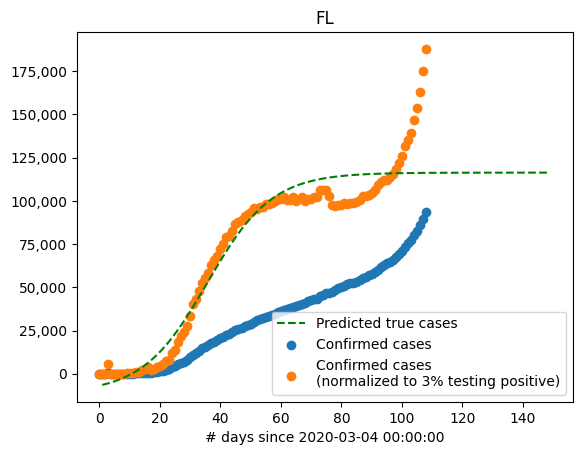 FL
175,000
150,000
125,000
100,000
75,000
50,000
25,000
0
Predicted true cases
Confirmed cases
Confirmed cases
(normalized to 3% testing positive)
0 20 40 60 80 100 120 140
# days since 2020-03-04 00:00:00